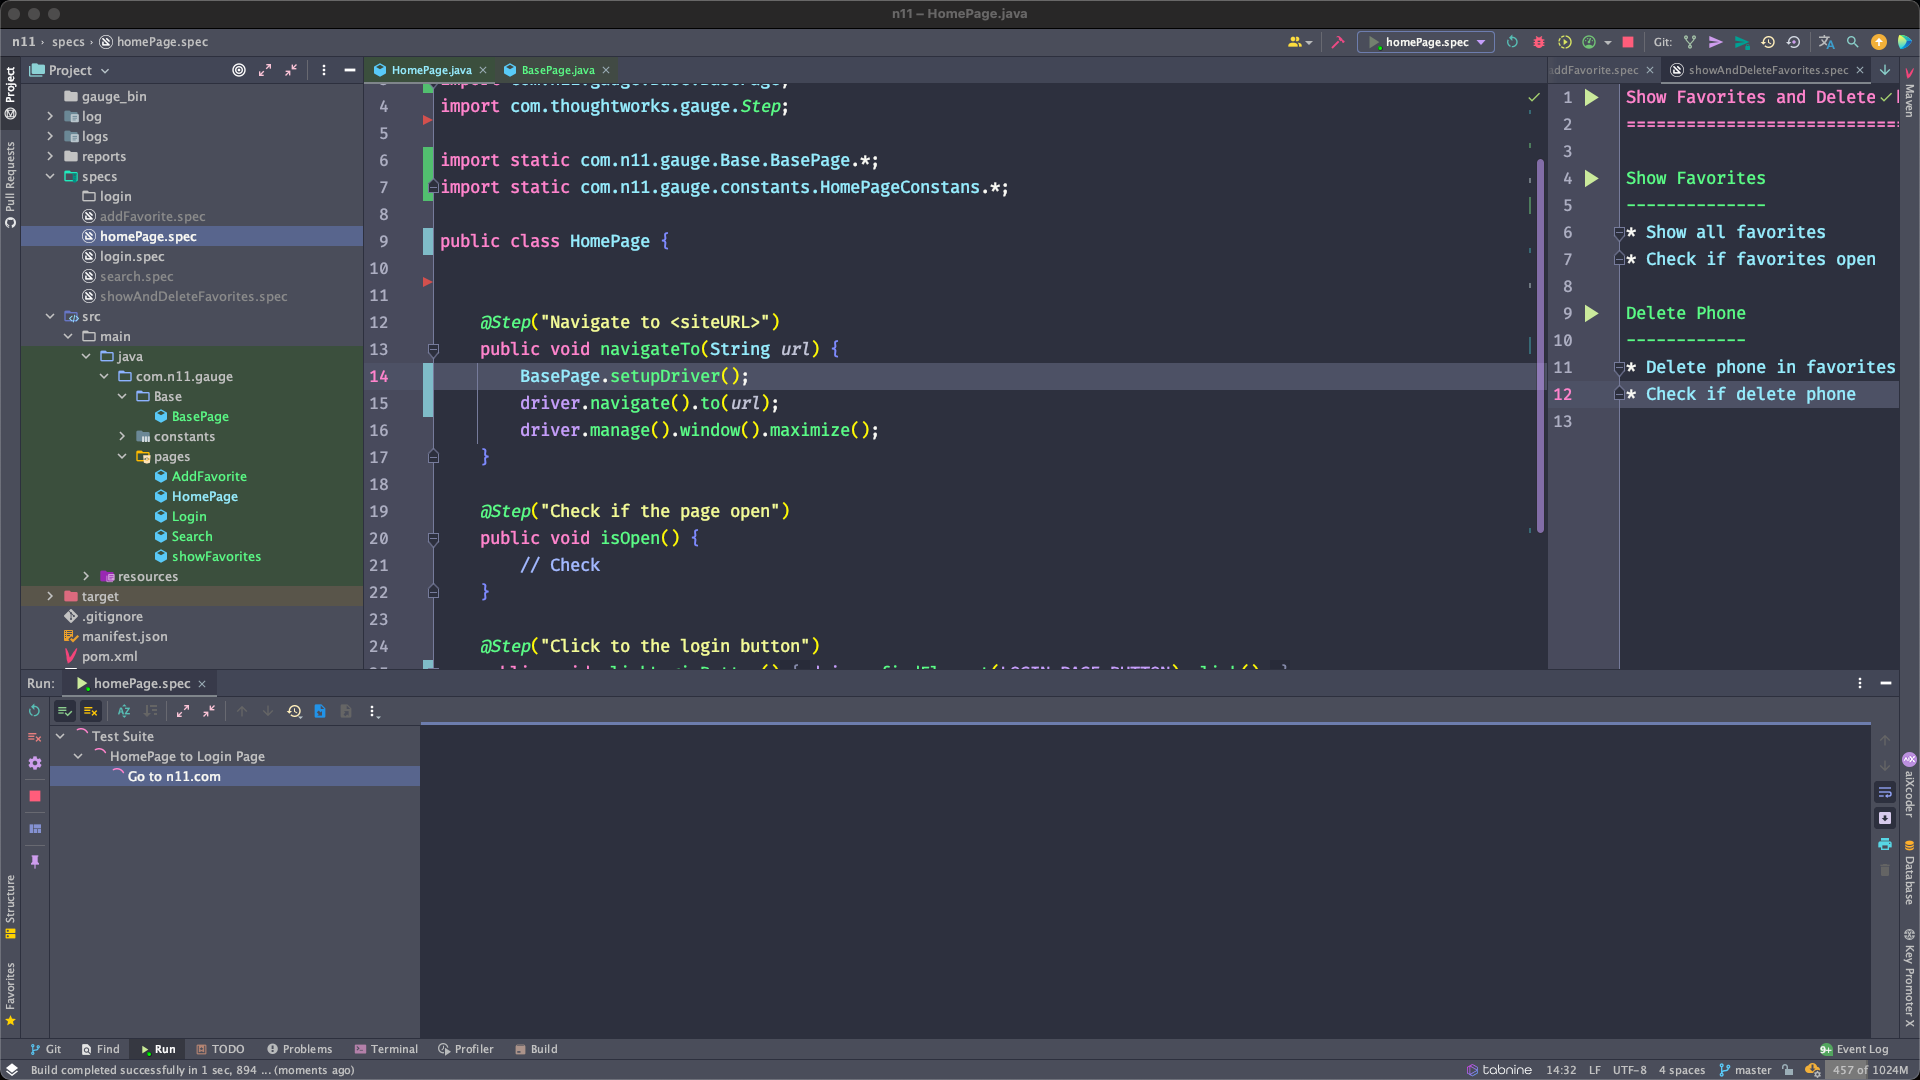 n11 – HomePage.java
n11 › specs › homePage.spec
homePage.spec
Git:
Project
HomePage.java
BasePage.java
addFavorite.spec
showAndDeleteFavorites.spec
Project
Pull Requests
Structure
Favorites
gauge_bin
log
logs
reports
specs
login
addFavorite.spec
homePage.spec
login.spec
search.spec
showAndDeleteFavorites.spec
src
main
java
com.n11.gauge
Base
BasePage
constants
pages
AddFavorite
HomePage
Login
Search
showFavorites
resources
target
.gitignore
manifest.json
pom.xml
4 import com.thoughtworks.gauge.Step;
5
6 import static com.n11.gauge.Base.BasePage.*;
7 import static com.n11.gauge.constants.HomePageConstans.*;
8
9 public class HomePage {
10
11
12 @Step("Navigate to <siteURL>")
13 public void navigateTo(String url) {
14 BasePage.setupDriver();
15 driver.navigate().to(url);
16 driver.manage().window().maximize();
17 }
18
19 @Step("Check if the page open")
20 public void isOpen() {
21 // Check
22 }
23
24 @Step("Click to the login button")
1 Show Favorites and Delete
2 ===========================
3
4 Show Favorites
5 --------------
6 * Show all favorites
7 * Check if favorites open
8
9 Delete Phone
10 ------------
11 * Delete phone in favorites
12 * Check if delete phone
13
Maven
aiXcoder
Database
Key Promoter X
Run: homePage.spec
Test Suite
HomePage to Login Page
Go to n11.com
Git Find Run TODO Problems Terminal Profiler Build
Event Log
Build completed successfully in 1 sec, 894 ... (moments ago)
tabnine 14:32 LF UTF-8 4 spaces master 457 of 1024M